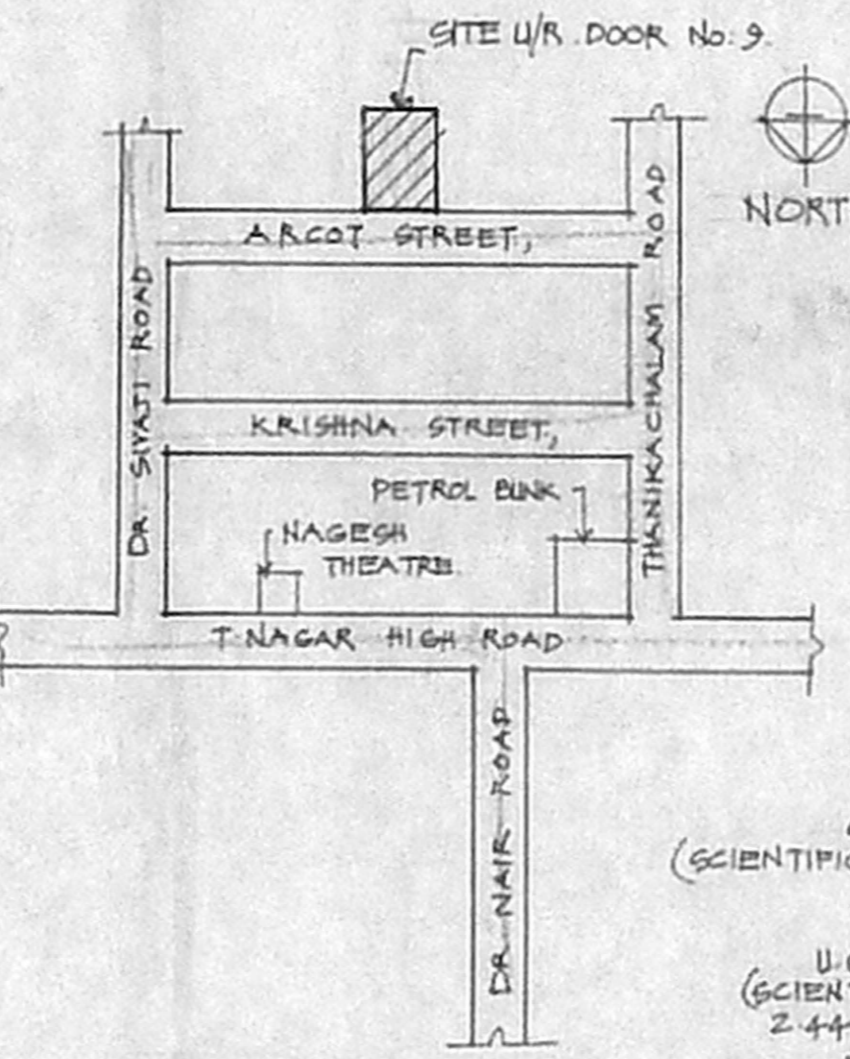 SITE U/R. DOOR No: 9.
NORT
ARCOT STREET,
THANIKACHALAM ROAD
DR. SIVAJI ROAD
KRISHNA STREET,
PETROL BUNK
NAGESH
THEATRE.
T.NAGAR HIGH ROAD
DR. NAIR ROAD
(SCIENTIFIC
(SCIENT
2.44